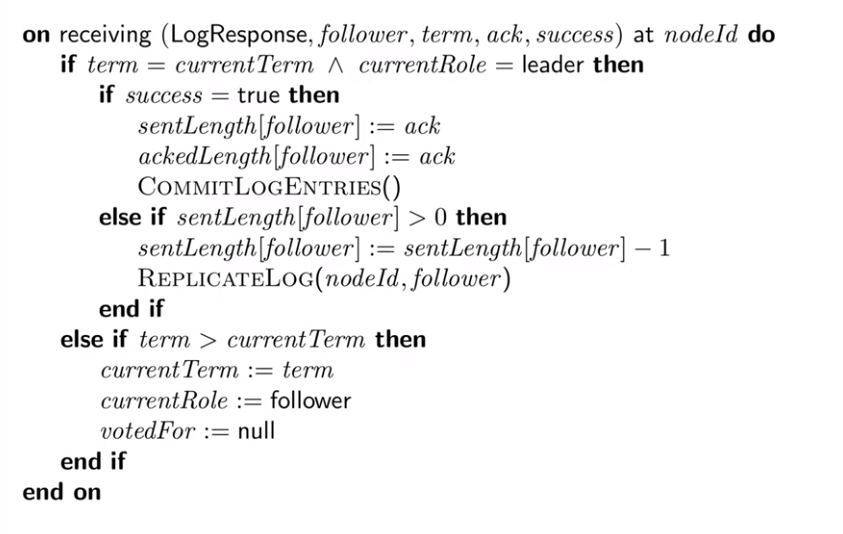 on receiving (LogResponse, follower, term, ack, success) at nodeId do
if term = currentTerm ∧ currentRole = leader then
if success = true then
sentLength[follower] := ack
ackedLength[follower] := ack
CommitLogEntries()
else if sentLength[follower] > 0 then
sentLength[follower] := sentLength[follower] − 1
ReplicateLog(nodeId, follower)
end if
else if term > currentTerm then
currentTerm := term
currentRole := follower
votedFor := null
end if
end on